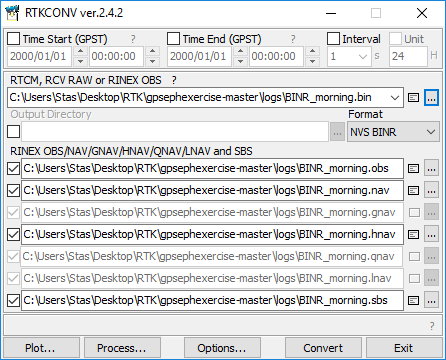 RTKCONV ver.2.4.2
Time Start (GPST) ? Time End (GPST) ? Interval Unit
2000/01/01 00:00:00 2000/01/01 00:00:00 1 s 24 H
RTCM, RCV RAW or RINEX OBS ?
C:\Users\Stas\Desktop\RTK\gpsephexercise-master\logs\BINR_morning.bin ...
Output Directory Format
... NVS BINR
RINEX OBS/NAV/GNAV/HNAV/QNAV/LNAV and SBS
C:\Users\Stas\Desktop\RTK\gpsephexercise-master\logs\BINR_morning.obs ...
C:\Users\Stas\Desktop\RTK\gpsephexercise-master\logs\BINR_morning.nav ...
C:\Users\Stas\Desktop\RTK\gpsephexercise-master\logs\BINR_morning.gnav ...
C:\Users\Stas\Desktop\RTK\gpsephexercise-master\logs\BINR_morning.hnav ...
C:\Users\Stas\Desktop\RTK\gpsephexercise-master\logs\BINR_morning.qnav ...
C:\Users\Stas\Desktop\RTK\gpsephexercise-master\logs\BINR_morning.lnav ...
C:\Users\Stas\Desktop\RTK\gpsephexercise-master\logs\BINR_morning.sbs ...
?
Plot... Process... Options... Convert Exit